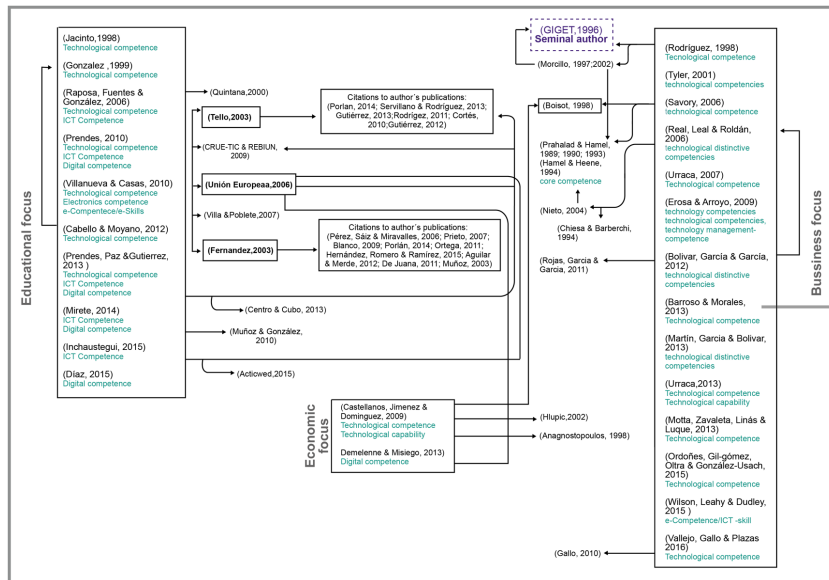 Educational focus
(Jacinto,1998)
Technological competence
(Gonzalez ,1999)
Technological competence
(Raposa, Fuentes &
González, 2006)
Technological competence
ICT Competence
(Prendes, 2010)
Technological competence
ICT Competence
Digital competence
(Villanueva & Casas, 2010)
Technological competence
Electronics competence
e-Compentece/e-Skills
(Cabello & Moyano, 2012)
Technological competence
(Prendes, Paz &Gutierrez,
2013 )
Technological competence
ICT Competence
Digital competence
(Mirete, 2014)
ICT Competence
Digital competence
(Inchaustegui, 2015)
ICT Competence
(Díaz, 2015)
Digital competence
(Quintana,2000)
(Tello,2003)
(CRUE-TIC & REBIUN,
2009)
(Unión Europeaa,2006)
(Villa &Poblete,2007)
(Fernandez,2003)
(Centro & Cubo, 2013)
(Muñoz & González,
2010)
(Acticwed,2015)
Citations to author´s publications:
(Porlan, 2014; Servillano & Rodríguez, 2013;
Gutiérrez, 2013;Rodrígez, 2011; Cortés,
2010;Gutiérrez, 2012)
Citations to author's publications:
(Pérez, Sáiz & Miravalles, 2006; Prieto, 2007;
Blanco, 2009; Porlán, 2014; Ortega, 2011;
Hernández, Romero & Ramírez, 2015; Aguilar
& Merde, 2012; De Juana, 2011; Muñoz, 2003)
Economic
focus
(Castellanos, Jimenez &
Dominguez, 2009)
Technological competence
Technological capability
Demelenne & Misiego, 2013)
Digital competence
(GIGET,1996)
Seminal author
(Morcillo, 1997;2002)
(Boisot, 1998)
(Prahalad & Hamel,
1989; 1990; 1993)
(Hamel & Heene,
1994)
core competence
(Nieto, 2004)
(Chiesa & Barberchi,
1994)
(Rojas, Garcia &
Garcia, 2011)
(Hlupic,2002)
(Anagnostopoulos, 1998)
(Gallo, 2010)
(Rodríguez, 1998)
Tecnological competence
(Tyler, 2001)
technological competencies
(Savory, 2006)
technological competence
(Real, Leal & Roldán,
2006)
technological distinctive
competencies
(Urraca, 2007)
Technological competence
(Erosa & Arroyo, 2009)
technology competencies
technological competencies,
technology management-
competence
(Bolivar, García & García,
2012)
technological distinctive
competencies
(Barroso & Morales,
2013)
Technological competence
(Martín, Garcia & Bolivar,
2013)
technological distinctive
competencies
(Urraca,2013)
Technological competence
Technological capability
(Motta, Zavaleta, Linás &
Luque, 2013)
Technological competence
(Ordoñes, Gil-gómez,
Oltra & González-Usach,
2015)
Technological competence
(Wilson, Leahy & Dudley,
2015 )
e-Competence/ICT -skill
(Vallejo, Gallo & Plazas
2016)
Technological competence
Bussiness focus